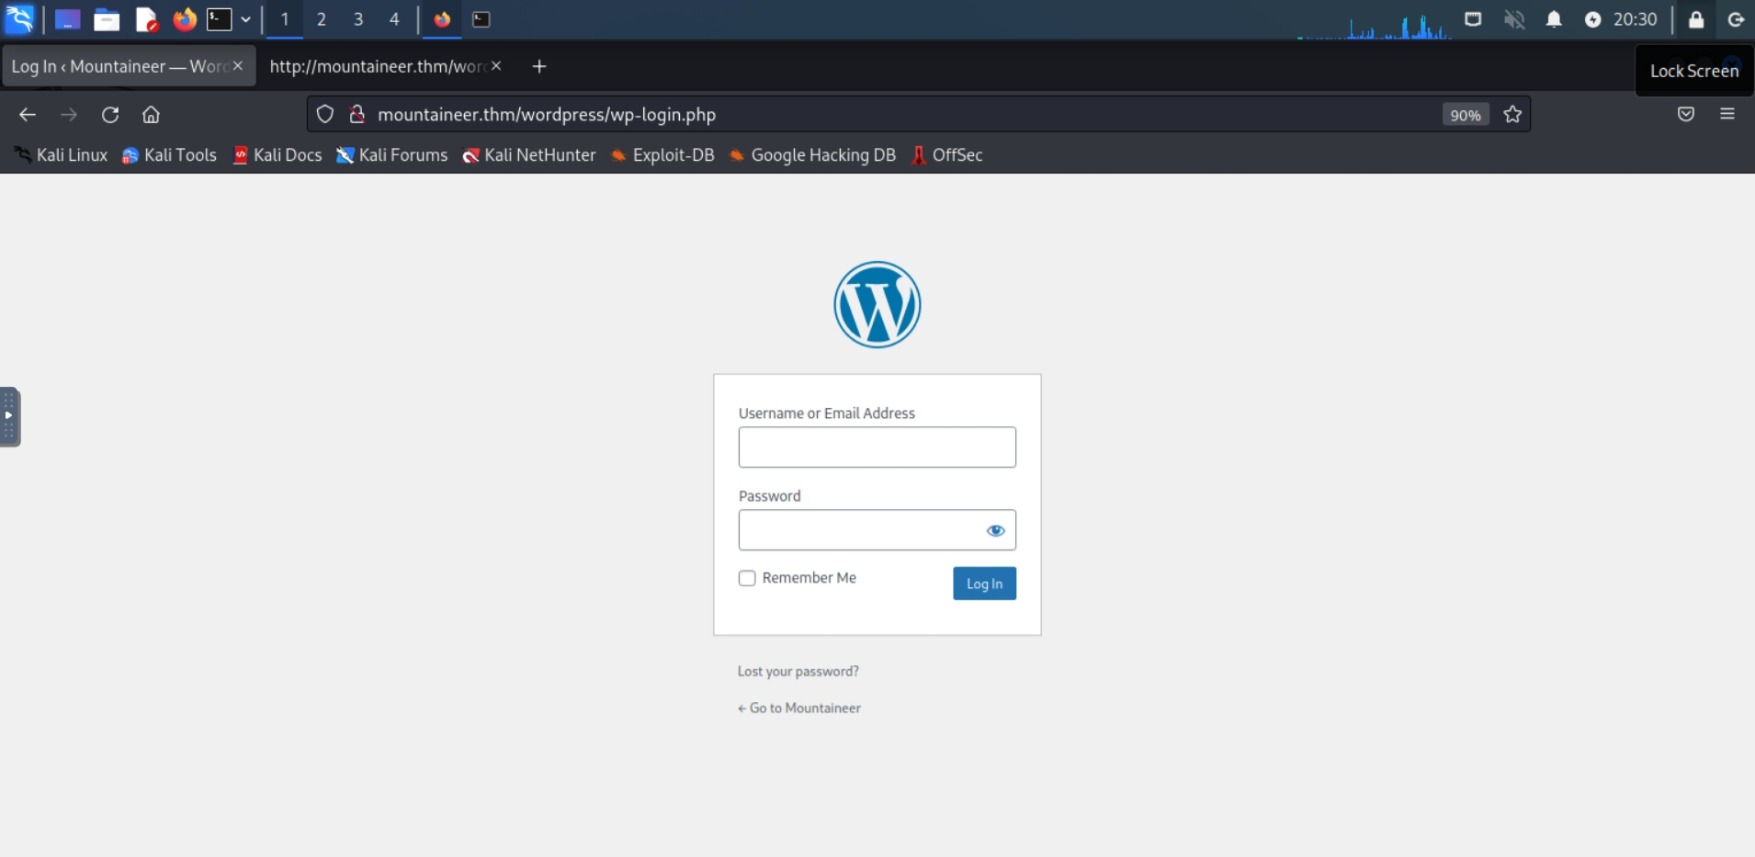 1 2 3 4 20:30
Log In ‹ Mountaineer — Wor
http://mountaineer.thm/wor
Lock Screen
mountaineer.thm/wordpress/wp-login.php 90%
Kali Linux Kali Tools Kali Docs Kali Forums Kali NetHunter Exploit-DB Google Hacking DB OffSec
Username or Email Address
Password
Remember Me Log In
Lost your password?
← Go to Mountaineer